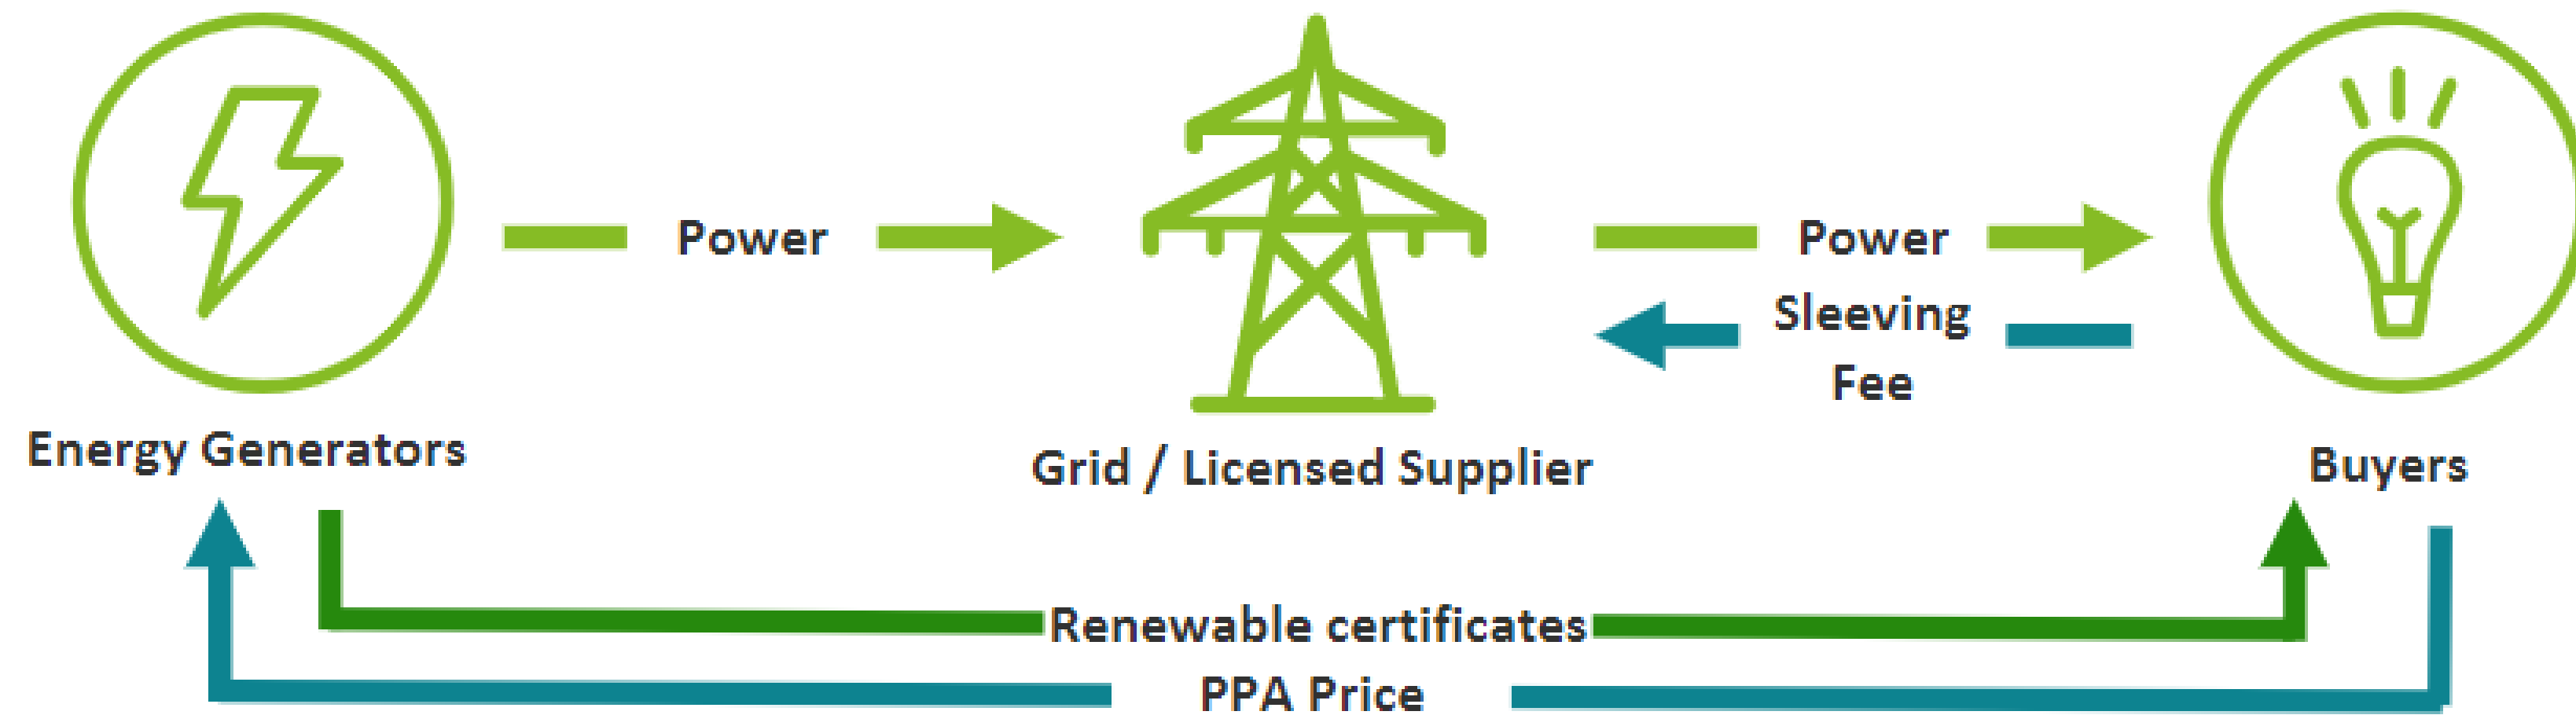 Power
Power
Sleeving
Fee
Energy Generators
Grid / Licensed Supplier
Buyers
Renewable certificates
PPA Price